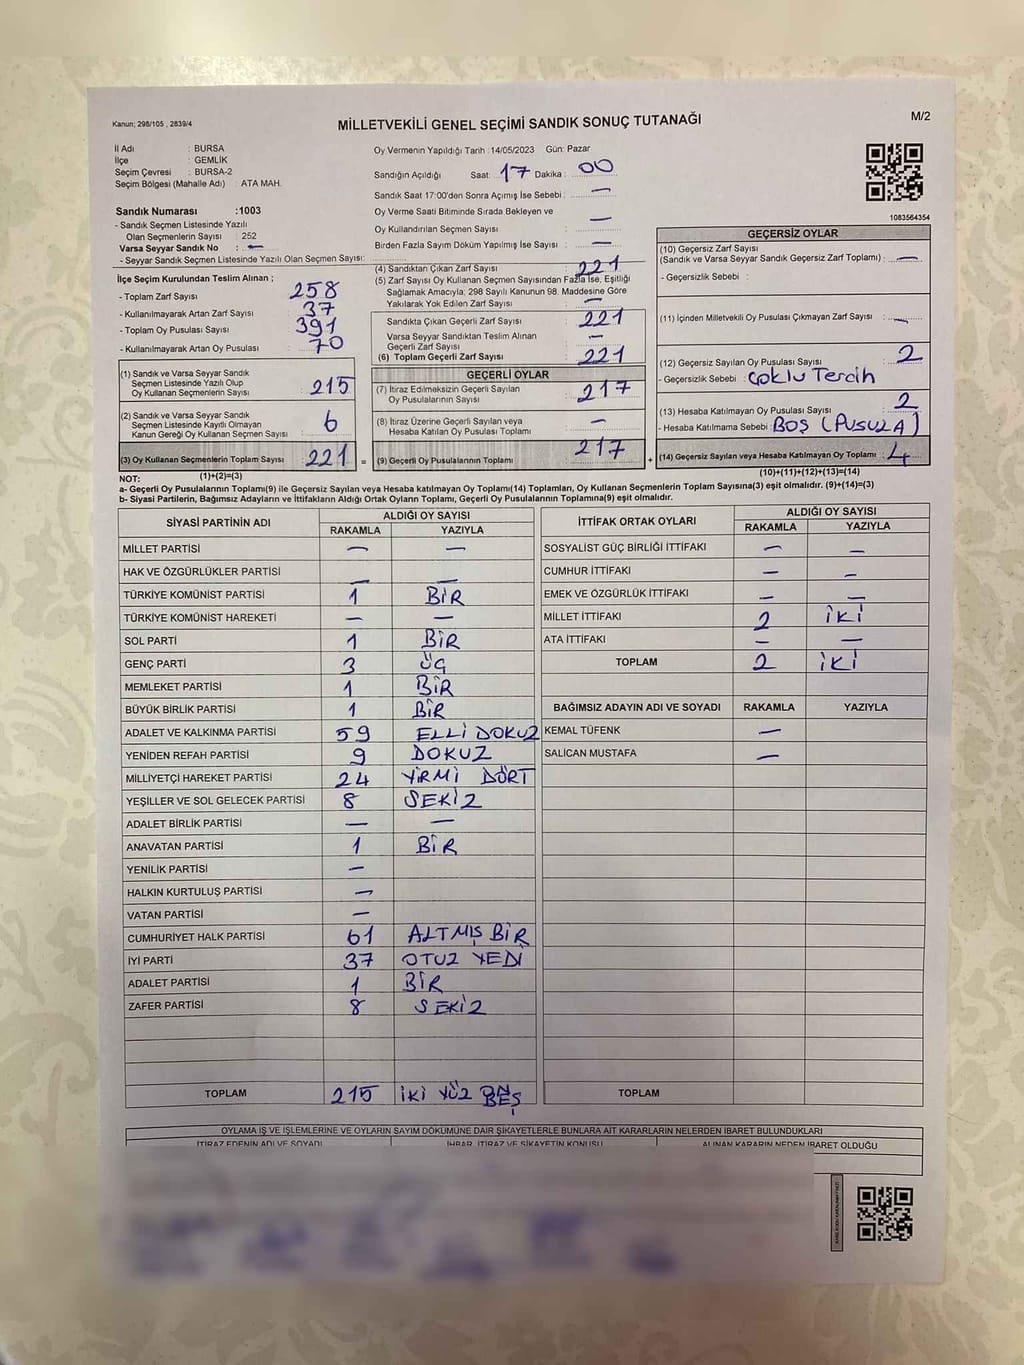 Kanun; 298/105 , 2839/4
MİLLETVEKİLİ GENEL SEÇİMİ SANDIK SONUÇ TUTANAĞI
M/2
İl Adı : BURSA
İlçe : GEMLİK
Seçim Çevresi : BURSA-2
Seçim Bölgesi (Mahalle Adı) : ATA MAH.
Oy Vermenin Yapıldığı Tarih : 14/05/2023 Gün: Pazar
Sandığın Açıldığı Saat: 17 Dakika : 00
Sandık Saat 17:00'den Sonra Açımış İse Sebebi : —
Oy Verme Saati Bitiminde Sırada Bekleyen ve
Oy Kullandırılan Seçmen Sayısı : —
Birden Fazla Sayım Döküm Yapılmış İse Sayısı : —
Sandık Numarası :1003
- Sandık Seçmen Listesinde Yazılı
Olan Seçmenlerin Sayısı : 252
Varsa Seyyar Sandık No : —
- Seyyar Sandık Seçmen Listesinde Yazılı Olan Seçmen Sayısı:
1083564354
İlçe Seçim Kurulundan Teslim Alınan ;
- Toplam Zarf Sayısı : 258
- Kullanılmayarak Artan Zarf Sayısı : 37
- Toplam Oy Pusulası Sayısı : 391
- Kullanılmayarak Artan Oy Pusulası : 70
(1) Sandık ve Varsa Seyyar Sandık
Seçmen Listesinde Yazılı Olup
Oy Kullanan Seçmenlerin Sayısı : 215
(2) Sandık ve Varsa Seyyar Sandık
Seçmen Listesinde Kayıtlı Olmayan
Kanun Gereği Oy Kullanan Seçmen Sayısı : 6
(3) Oy Kullanan Seçmenlerin Toplam Sayısı : 221
(1)+(2)=(3)
(4) Sandıktan Çıkan Zarf Sayısı : 221
(5) Zarf Sayısı Oy Kullanan Seçmen Sayısından Fazla İse, Eşitliği
Sağlamak Amacıyla; 298 Sayılı Kanunun 98. Maddesine Göre
Yakılarak Yok Edilen Zarf Sayısı : —
Sandıkta Çıkan Geçerli Zarf Sayısı : 221
Varsa Seyyar Sandıktan Teslim Alınan
Geçerli Zarf Sayısı : —
(6) Toplam Geçerli Zarf Sayısı : 221
GEÇERLİ OYLAR
(7) İtiraz Edilmeksizin Geçerli Sayılan
Oy Pusulalarının Sayısı : 217
(8) İtiraz Üzerine Geçerli Sayılan veya
Hesaba Katılan Oy Pusulası Toplamı : —
= (9) Geçerli Oy Pusulalarının Toplamı : 217 +
GEÇERSİZ OYLAR
(10) Geçersiz Zarf Sayısı
(Sandık ve Varsa Seyyar Sandık Geçersiz Zarf Toplamı) : —
- Geçersizlik Sebebi :
(11) İçinden Milletvekili Oy Pusulası Çıkmayan Zarf Sayısı : —
(12) Geçersiz Sayılan Oy Pusulası Sayısı : 2
- Geçersizlik Sebebi : Çoklu Tercih
(13) Hesaba Katılmayan Oy Pusulası Sayısı : 2
- Hesaba Katılmama Sebebi : BOŞ (PUSULA)
(14) Geçersiz Sayılan veya Hesaba Katılmayan Oy Toplamı : 4
(10)+(11)+(12)+(13)=(14)
NOT:
a- Geçerli Oy Pusulalarının Toplamı(9) ile Geçersiz Sayılan veya Hesaba Katılmayan Oy Toplamı(14) Toplamları, Oy Kullanan Seçmenlerin Toplam Sayısına(3) eşit olmalıdır. (9)+(14)=(3)
b- Siyasi Partilerin, Bağımsız Adayların ve İttifakların Aldığı Ortak Oyların Toplamı, Geçerli Oy Pusulalarının Toplamına(9) eşit olmalıdır.
SİYASİ PARTİNİN ADI ALDIĞI OY SAYISI
RAKAMLA YAZIYLA
MİLLET PARTİSİ — —
HAK VE ÖZGÜRLÜKLER PARTİSİ — —
TÜRKİYE KOMÜNİST PARTİSİ 1 BİR
TÜRKİYE KOMÜNİST HAREKETİ — —
SOL PARTİ 1 BİR
GENÇ PARTİ 3 ÜÇ
MEMLEKET PARTİSİ 1 BİR
BÜYÜK BİRLİK PARTİSİ 1 BİR
ADALET VE KALKINMA PARTİSİ 59 ELLİ DOKUZ
YENİDEN REFAH PARTİSİ 9 DOKUZ
MİLLİYETÇİ HAREKET PARTİSİ 24 YİRMİ DÖRT
YEŞİLLER VE SOL GELECEK PARTİSİ 8 SEKİZ
ADALET BİRLİK PARTİSİ — —
ANAVATAN PARTİSİ 1 BİR
YENİLİK PARTİSİ —
HALKIN KURTULUŞ PARTİSİ —
VATAN PARTİSİ —
CUMHURİYET HALK PARTİSİ 61 ALTMIŞ BİR
İYİ PARTİ 37 OTUZ YEDİ
ADALET PARTİSİ 1 BİR
ZAFER PARTİSİ 8 SEKİZ
TOPLAM 215 İKİ YÜZ ON BEŞ
İTTİFAK ORTAK OYLARI ALDIĞI OY SAYISI
RAKAMLA YAZIYLA
SOSYALİST GÜÇ BİRLİĞİ İTTİFAKI — —
CUMHUR İTTİFAKI — —
EMEK VE ÖZGÜRLÜK İTTİFAKI — —
MİLLET İTTİFAKI 2 İKİ
ATA İTTİFAKI — —
TOPLAM 2 İKİ
BAĞIMSIZ ADAYIN ADI VE SOYADI RAKAMLA YAZIYLA
KEMAL TÜFENK —
SALİCAN MUSTAFA —
TOPLAM
OYLAMA İŞ VE İŞLEMLERİNE VE OYLARIN SAYIM DÖKÜMÜNE DAİR ŞİKAYETLERLE BUNLARA AİT KARARLARIN NELERDEN İBARET BULUNDUKLARI
İTİRAZ EDENİN ADI VE SOYADI İHBAR, İTİRAZ VE ŞİKAYETİN KONUSU ALINAN KARARIN NEDEN İBARET OLDUĞU